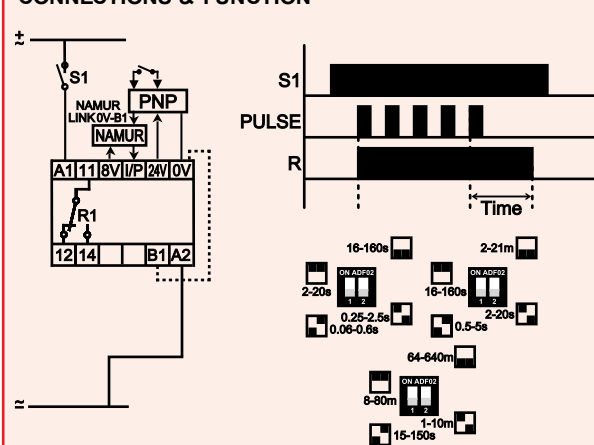 CONNECTIONS & FUNCTION
S1
NAMUR
LINK 0V-B1
PNP
NAMUR
A1 11 8V I/P 24V 0V
R1
12 14 B1 A2
S1
PULSE
R
Time
16-160s
2-20s
ON ADF02
1 2
0.25-2.5s
0.06-0.6s
2-21m
16-160s
ON ADF02
1 2
2-20s
0.5-5s
64-640m
8-80m
ON ADF02
1 2
1-10m
15-150s